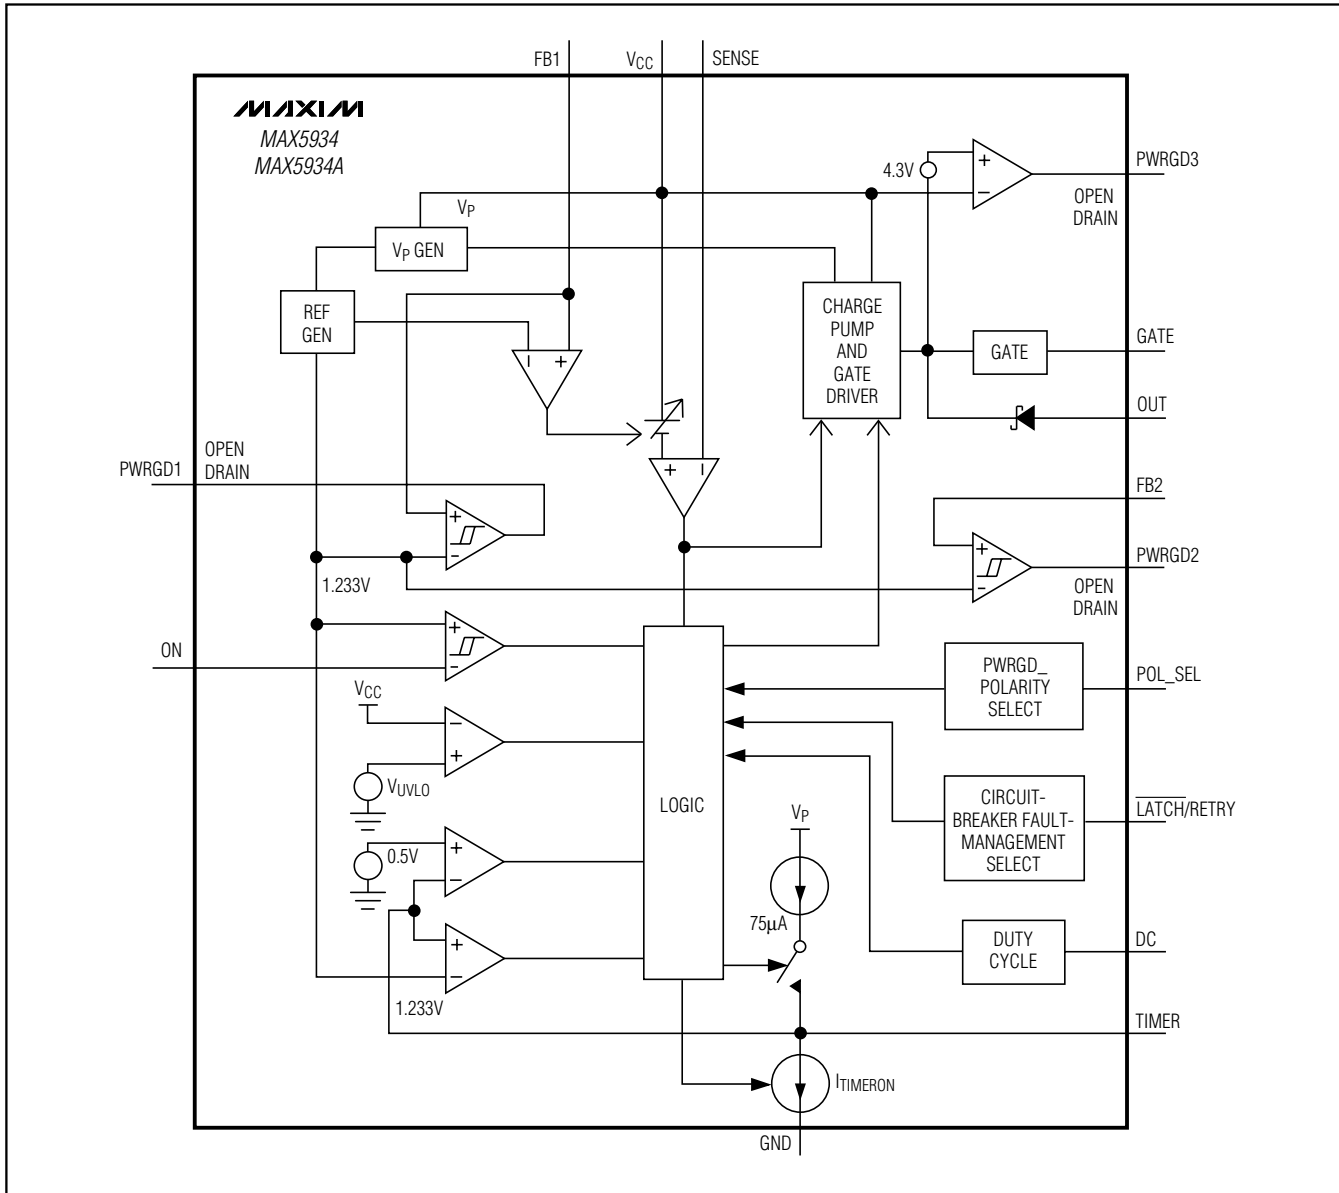 FB1
VCC
SENSE
MAXIM
MAX5934
MAX5934A
4.3V
+
−
PWRGD3
OPEN
DRAIN
VP
VP GEN
REF
GEN
CHARGE
PUMP
AND
GATE
DRIVER
GATE
GATE
− +
OUT
PWRGD1
OPEN
DRAIN
+ −
FB2
+
−
+
−
PWRGD2
OPEN
DRAIN
1.233V
ON
+
−
PWRGD_
POLARITY
SELECT
POL_SEL
VCC
−
+
VUVLO
LOGIC
VP
CIRCUIT-
BREAKER FAULT-
MANAGEMENT
SELECT
LATCH/RETRY
0.5V
+
−
75μA
+
−
1.233V
DUTY
CYCLE
DC
TIMER
ITIMERON
GND